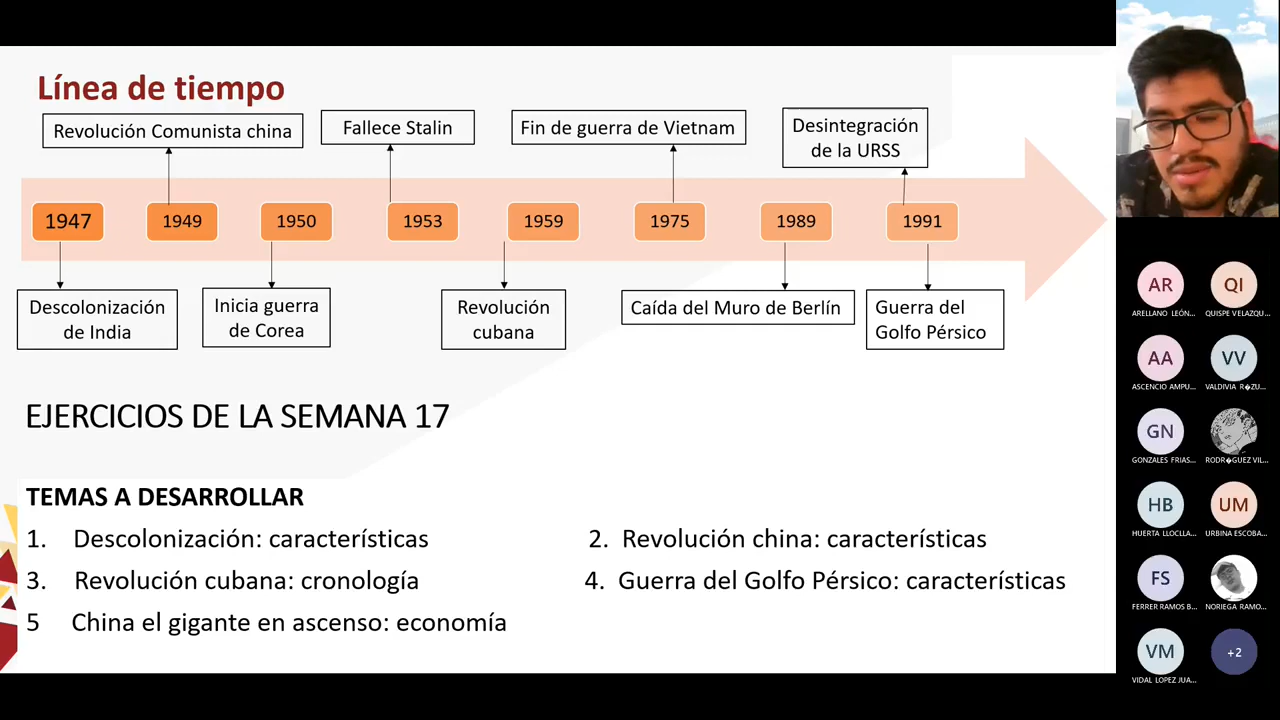 Línea de tiempo
Revolución Comunista china
Fallece Stalin
Fin de guerra de Vietnam
Desintegración
de la URSS
1947
1949
1950
1953
1959
1975
1989
1991
Descolonización
de India
Inicia guerra
de Corea
Revolución
cubana
Caída del Muro de Berlín
Guerra del
Golfo Pérsico
EJERCICIOS DE LA SEMANA 17
TEMAS A DESARROLLAR
1. Descolonización: características
2. Revolución china: características
3. Revolución cubana: cronología
4. Guerra del Golfo Pérsico: características
5 China el gigante en ascenso: economía
AR
QI
ARELLANO LEÓN...
QUISPE VELAZQU...
AA
VV
ASCENCIO AMPU...
VALDIVIA R�ZU...
GN
GONZALES FRIAS...
RODR�GUEZ VIL...
HB
UM
HUERTA LLOCLLA...
URBINA ESCOBA...
FS
FERRER RAMOS B...
NORIEGA RAMO...
VM
+2
VIDAL LOPEZ JUA...